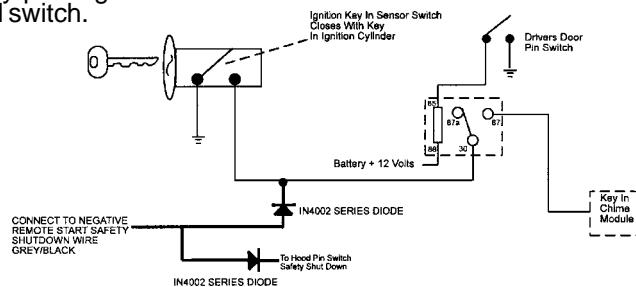 switch.
Ignition Key In Sensor Switch
Closes With Key
In Ignition Cylinder
Drivers Door
Pin Switch
85
87a
87
86
30
Battery + 12 Volts
Key In
Chime
Module
IN4002 SERIES DIODE
CONNECT TO NEGATIVE
REMOTE START SAFETY
SHUTDOWN WIRE
GREY/BLACK
To Hood Pin Switch
Safety Shut Down
IN4002 SERIES DIODE